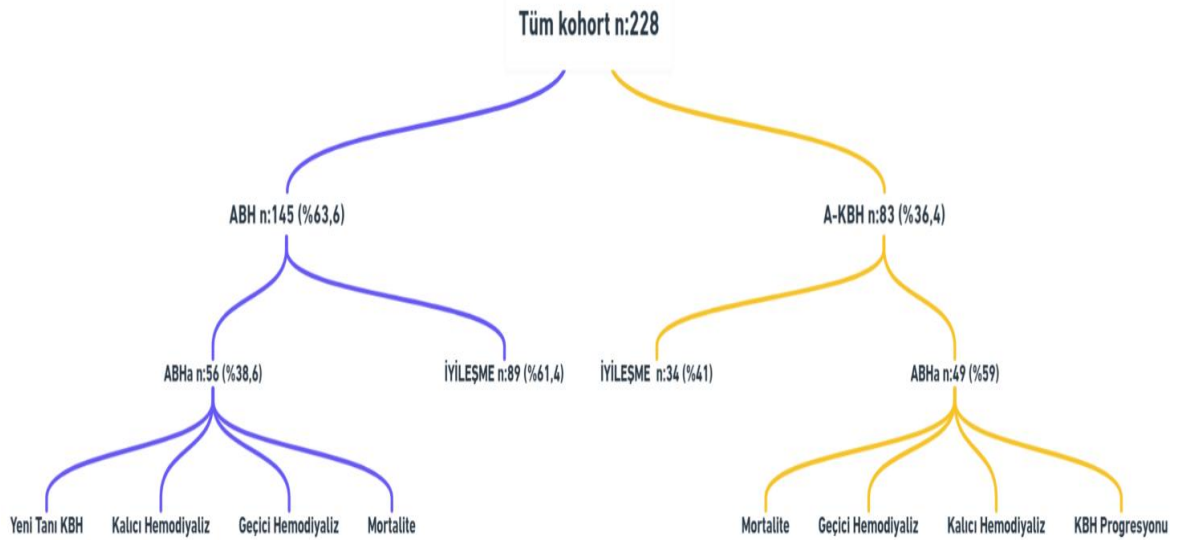 Tüm kohort n:228
ABH n:145 (%63,6)
A-KBH n:83 (%36,4)
ABHa n:56 (%38,6)
İYİLEŞME n:89 (%61,4)
İYİLEŞME n:34 (%41)
ABHa n:49 (%59)
Yeni Tanı KBH
Kalıcı Hemodiyaliz
Geçici Hemodiyaliz
Mortalite
Mortalite
Geçici Hemodiyaliz
Kalıcı Hemodiyaliz
KBH Progresyonu